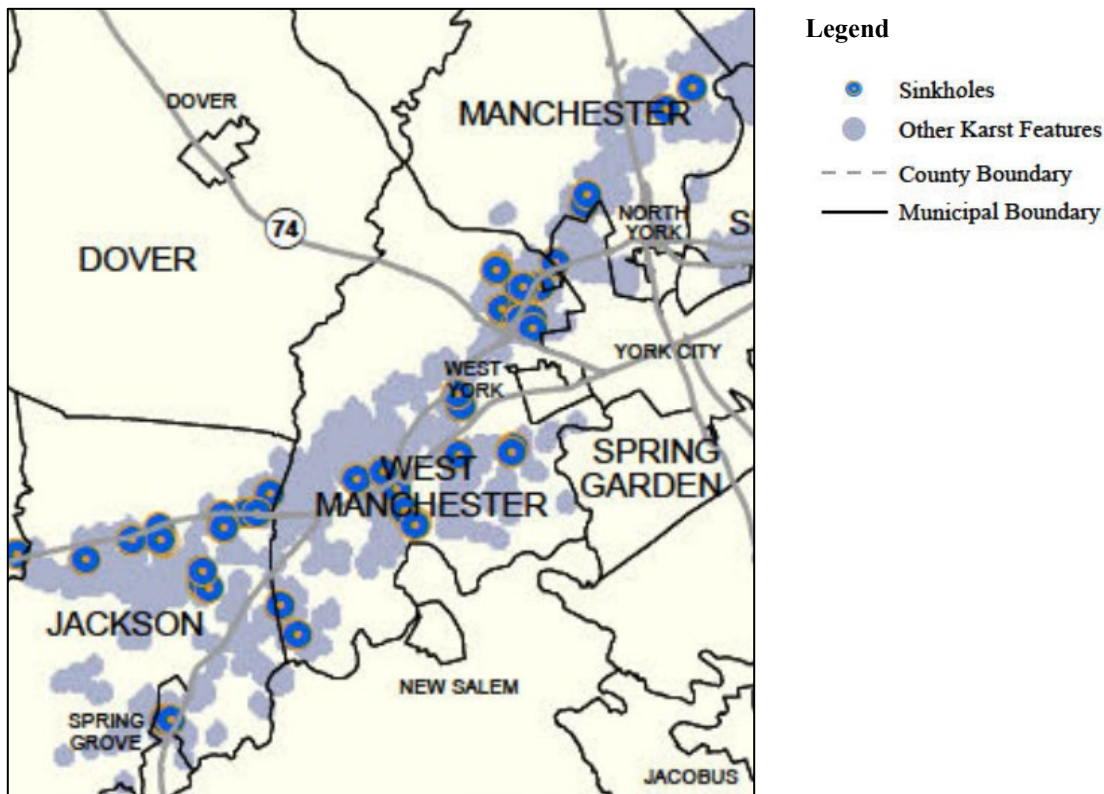 Legend
Sinkholes
Other Karst Features
County Boundary
Municipal Boundary
DOVER
MANCHESTER
NORTH
YORK
S
74
DOVER
YORK CITY
WEST
YORK
SPRING
GARDEN
WEST
MANCHESTER
JACKSON
NEW SALEM
SPRING
GROVE
JACOBUS